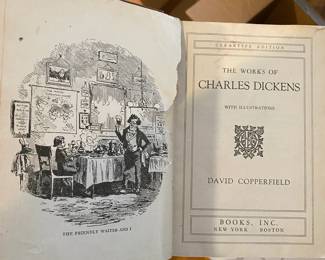 THE FRIENDLY WAITER AND I
CLEARTYPE EDITION
THE WORKS OF
CHARLES DICKENS
WITH ILLUSTRATIONS
DAVID COPPERFIELD
BOOKS, INC.
NEW YORK BOSTON